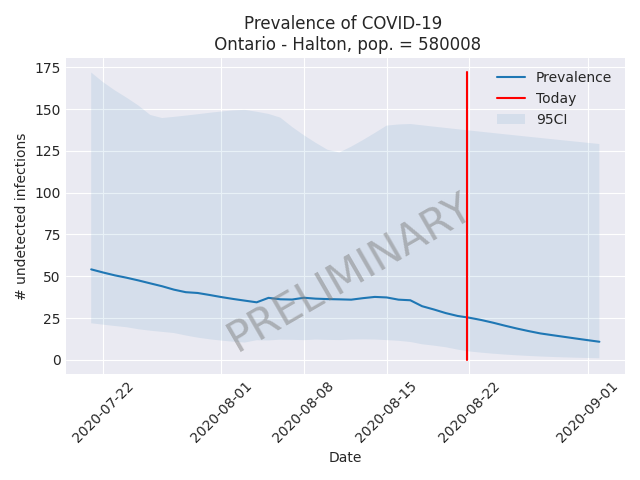 Prevalence of COVID-19
Ontario - Halton, pop. = 580008
175
150
125
100
75
50
25
0
# undetected infections
Prevalence
Today
95CI
PRELIMINARY
2020-07-22
2020-08-01
2020-08-08
2020-08-15
2020-08-22
2020-09-01
Date